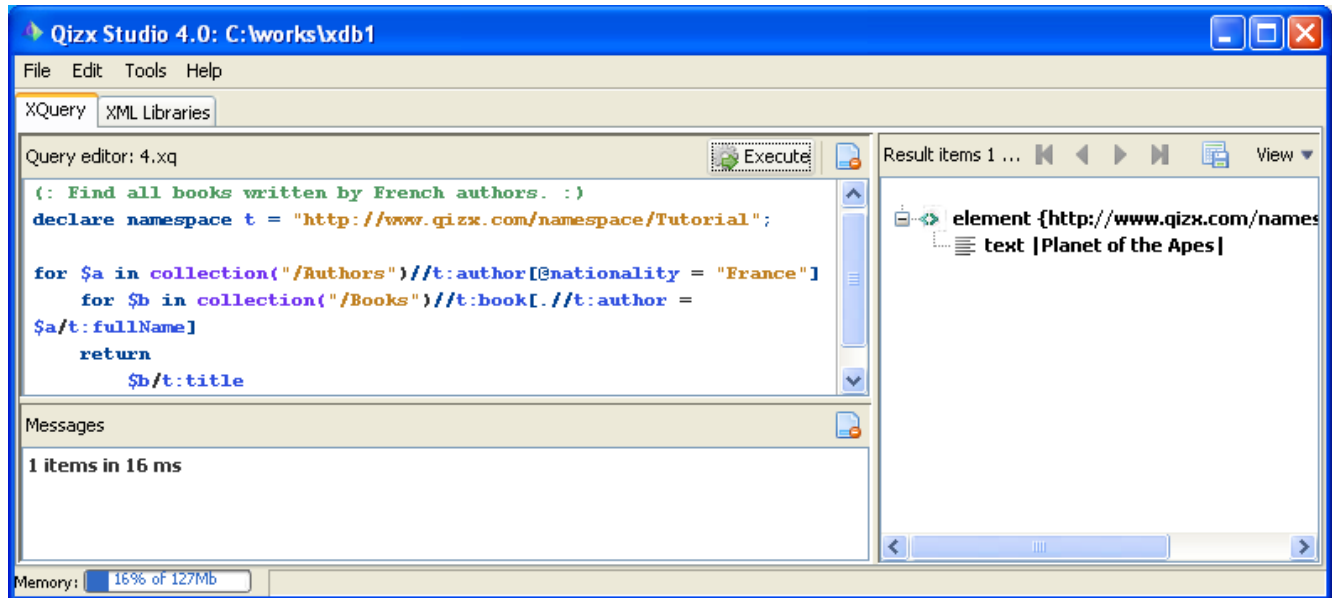 Qizx Studio 4.0: C:\works\xdb1
File Edit Tools Help
XQuery XML Libraries
Query editor: 4.xq Execute
(: Find all books written by French authors. :)
declare namespace t = "http://www.qizx.com/namespace/Tutorial";
for $a in collection("/Authors")//t:author[@nationality = "France"]
for $b in collection("/Books")//t:book[.//t:author =
$a/t:fullName]
return
$b/t:title
Messages
1 items in 16 ms
Result items 1 ... View
element {http://www.qizx.com/names
text |Planet of the Apes|
Memory: 16% of 127Mb